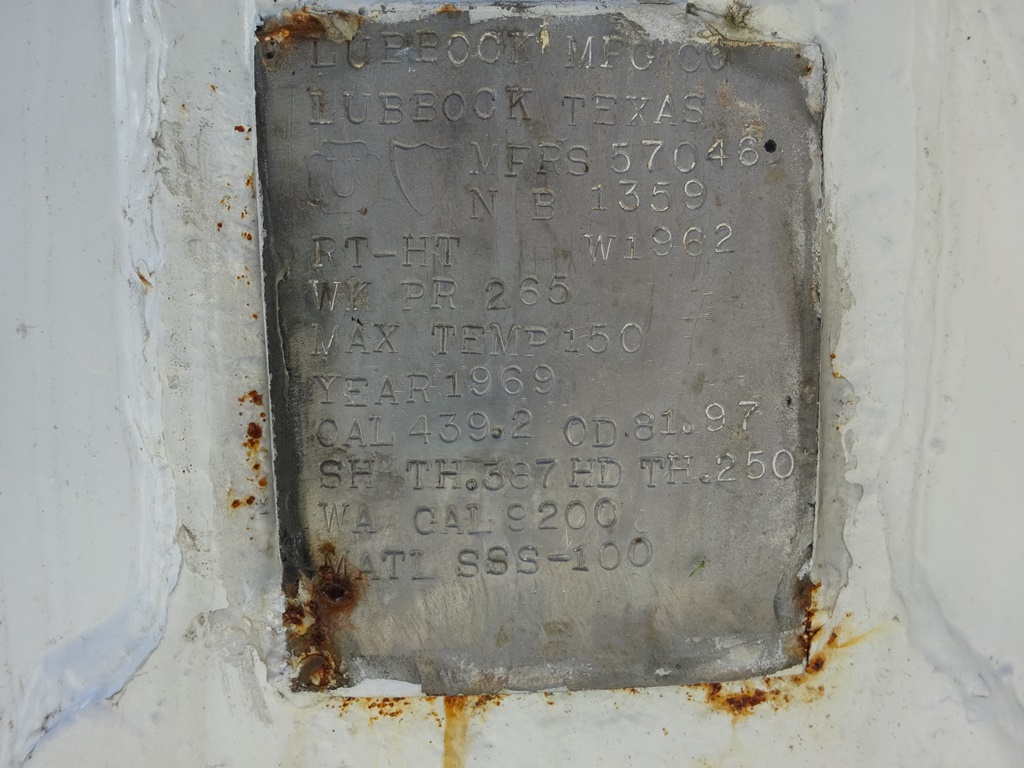 LUBBOCK MFG CO
LUBBOCK TEXAS
U MFRS 57046
N B 1359
RT-HT W1962
WK PR 265
MAX TEMP 150
YEAR 1969
CAL 439.2 OD 81.97
SH TH.387 HD TH.250
WA CAL 9200
MATL SSS-100